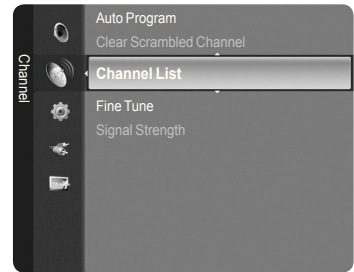 Channel
Auto Program
Clear Scrambled Channel
Channel List
Fine Tune
Signal Strength